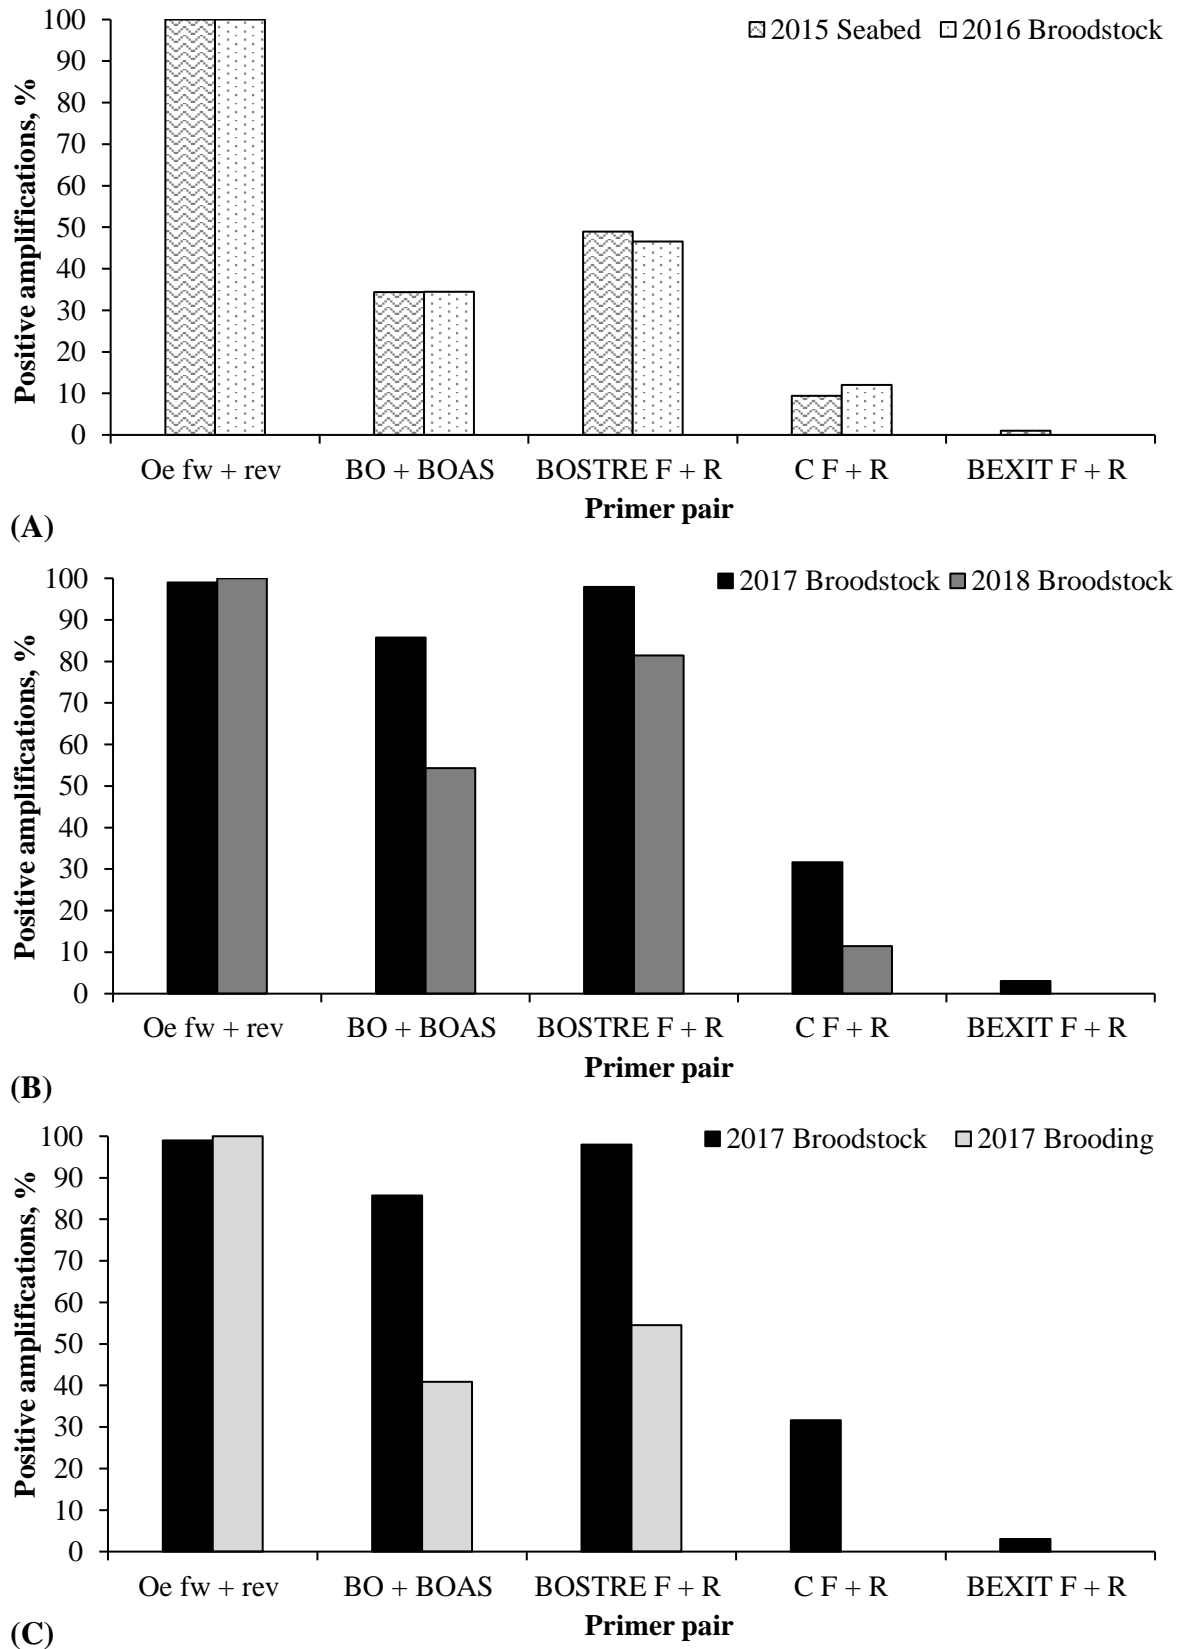 2015 Seabed 2016 Broodstock
Positive amplifications, %
100
90
80
70
60
50
40
30
20
10
0
Oe fw + rev BO + BOAS BOSTRE F + R C F + R BEXIT F + R
Primer pair
(A)
2017 Broodstock 2018 Broodstock
Positive amplifications, %
100
90
80
70
60
50
40
30
20
10
0
Oe fw + rev BO + BOAS BOSTRE F + R C F + R BEXIT F + R
Primer pair
(B)
2017 Broodstock 2017 Brooding
Positive amplifications, %
100
90
80
70
60
50
40
30
20
10
0
Oe fw + rev BO + BOAS BOSTRE F + R C F + R BEXIT F + R
Primer pair
(C)